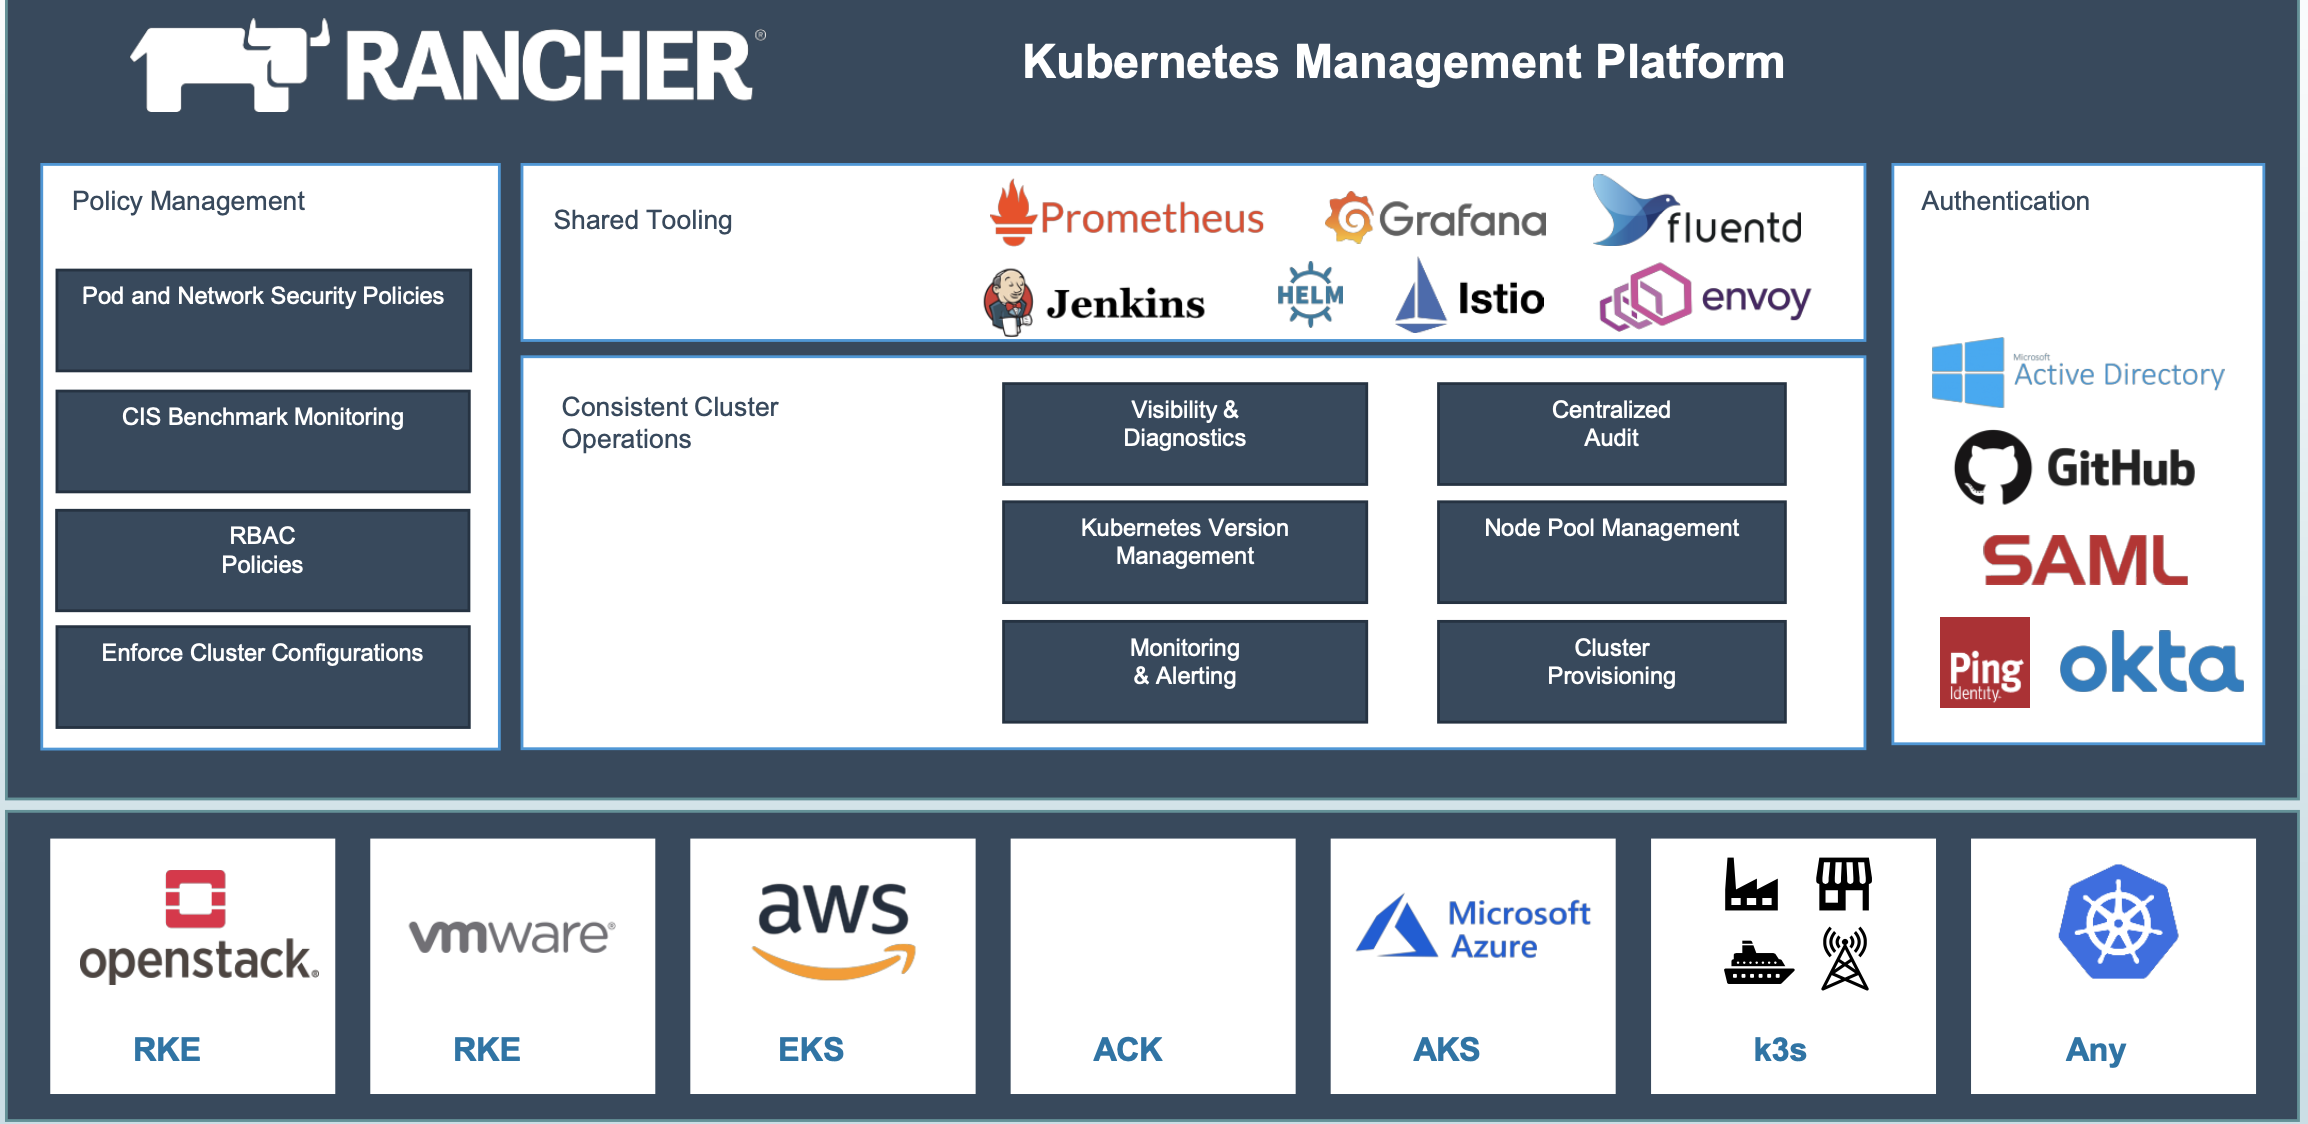 RANCHER®
Kubernetes Management Platform
Policy Management
Pod and Network Security Policies
CIS Benchmark Monitoring
RBAC
Policies
Enforce Cluster Configurations
Shared Tooling
Prometheus
Grafana
fluentd
Jenkins
HELM
Istio
envoy
Consistent Cluster
Operations
Visibility &
Diagnostics
Centralized
Audit
Kubernetes Version
Management
Node Pool Management
Monitoring
& Alerting
Cluster
Provisioning
Authentication
Microsoft
Active Directory
GitHub
SAML
Ping
Identity
okta
openstack®
RKE
vmware®
RKE
aws
EKS
ACK
Microsoft
Azure
AKS
k3s
Any